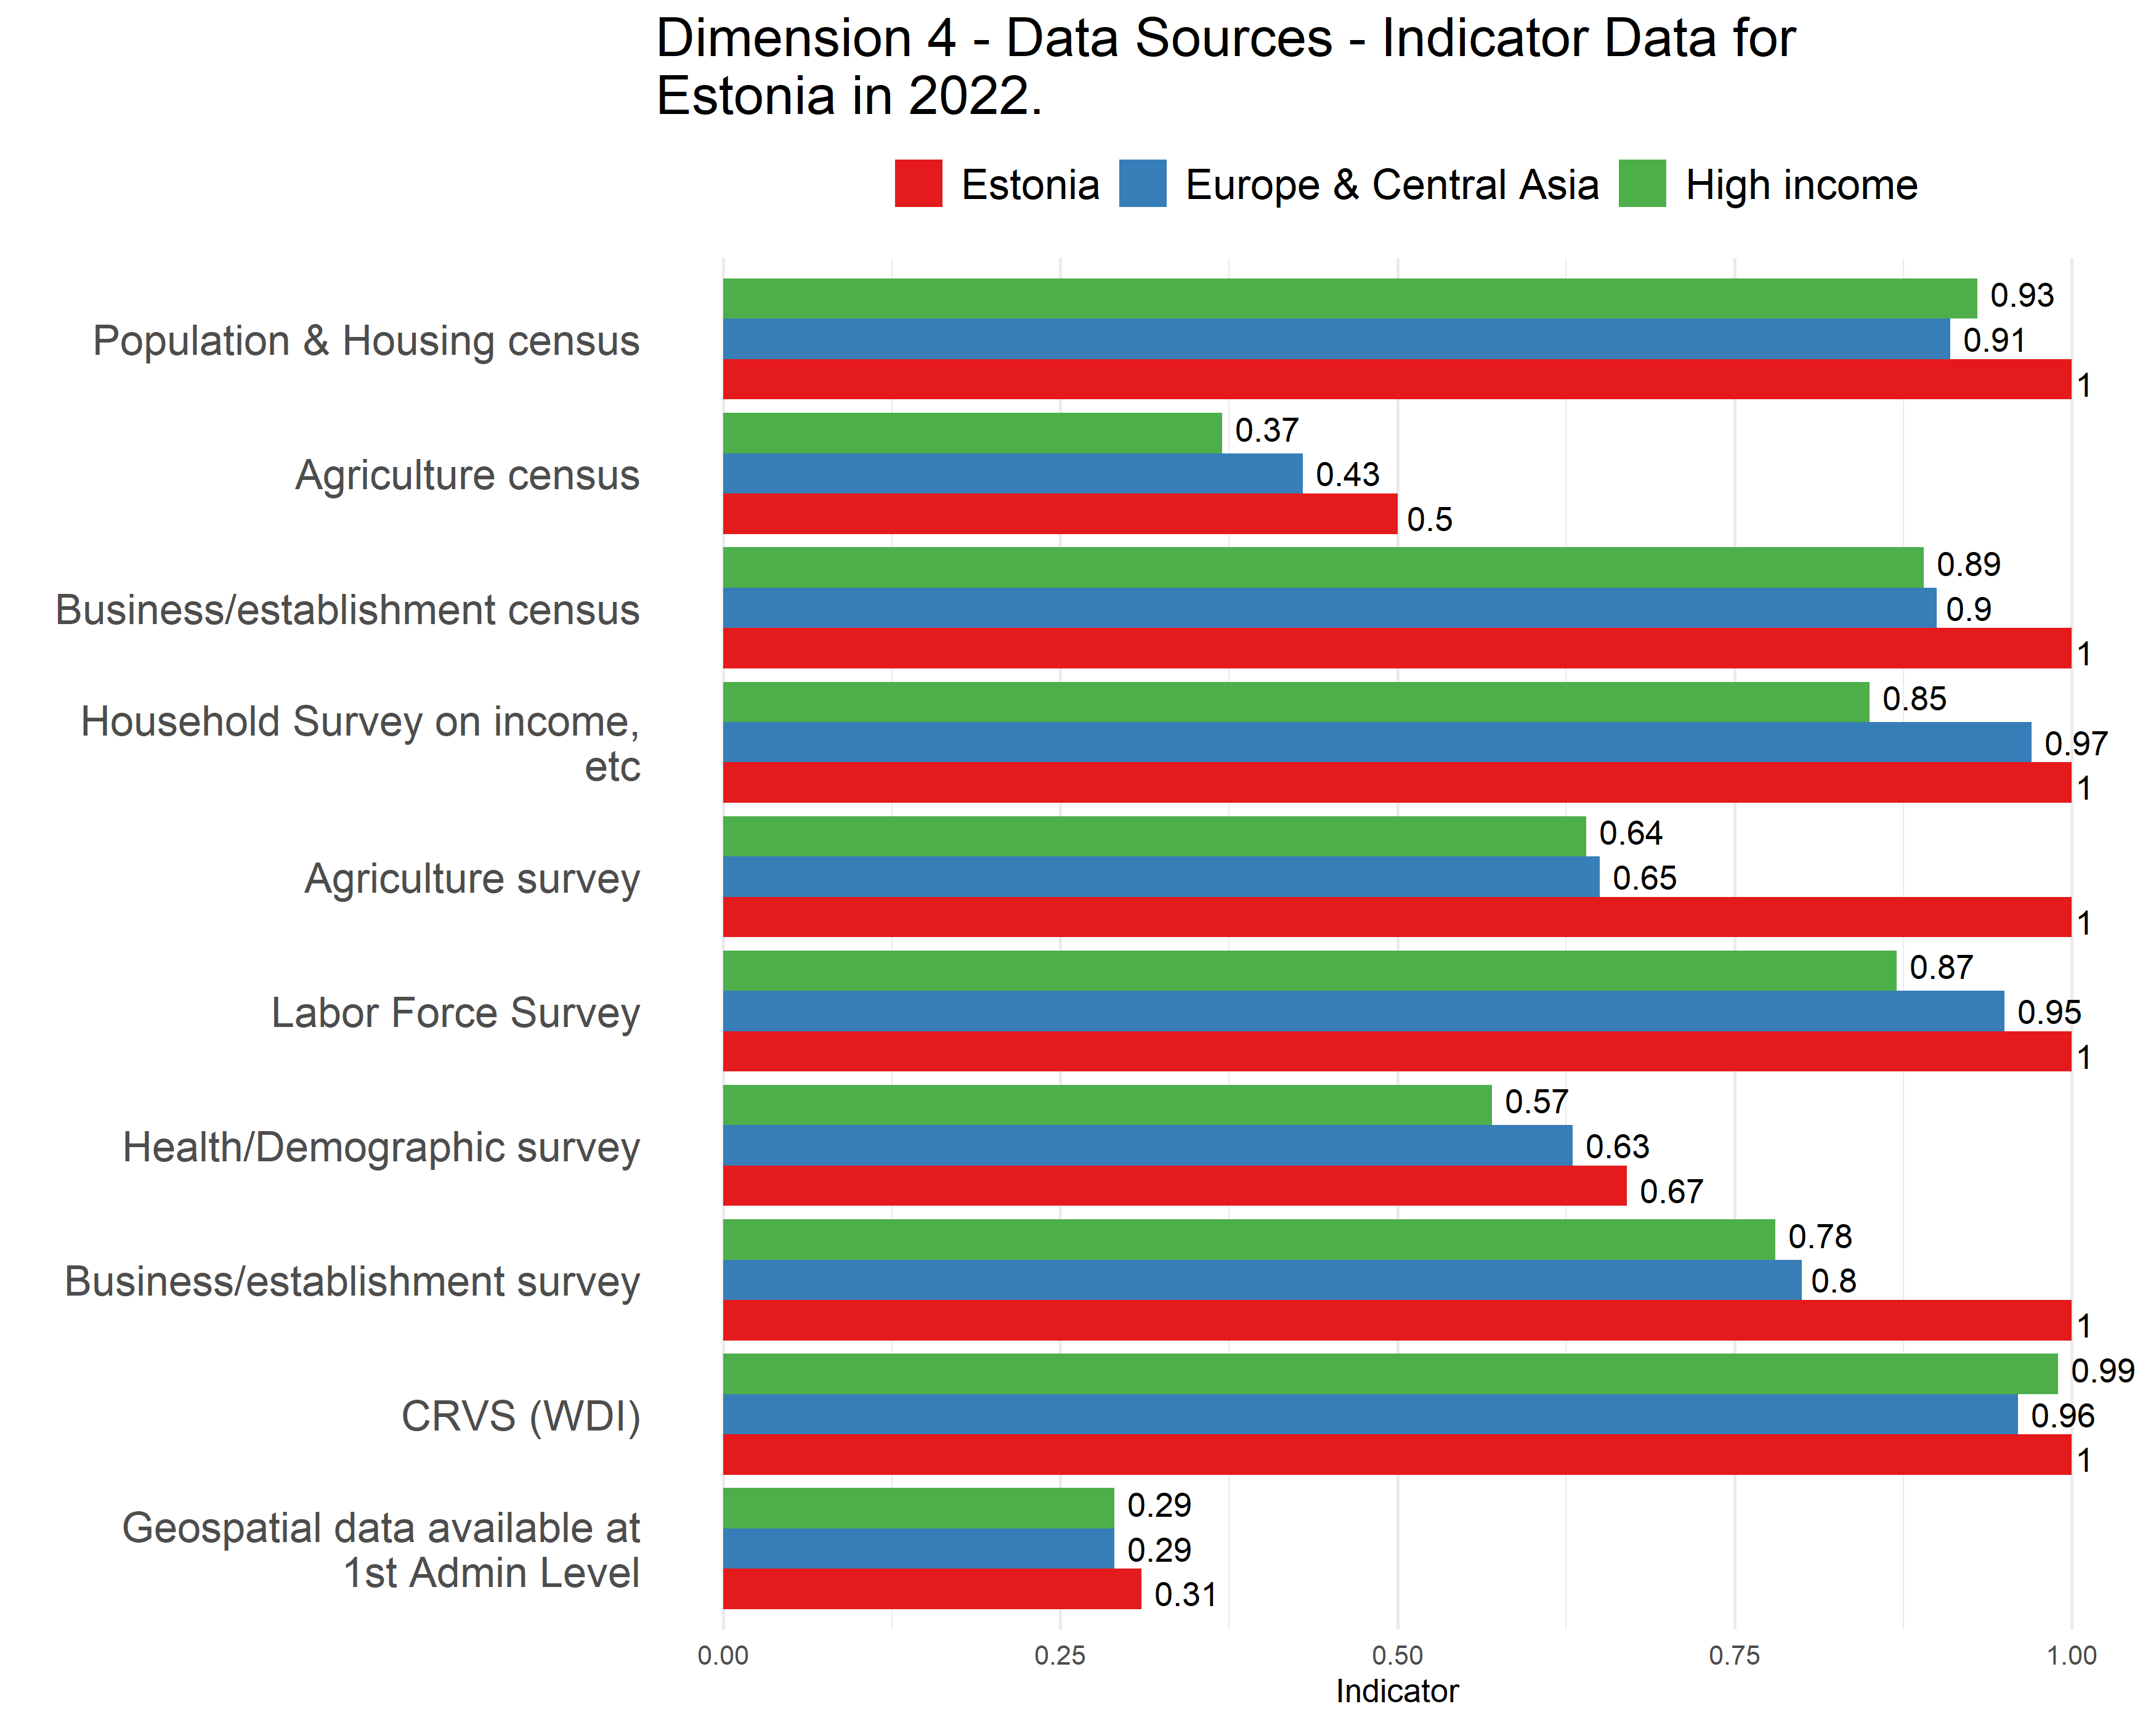 Dimension 4 - Data Sources - Indicator Data for
Estonia in 2022.
Estonia
Europe & Central Asia
High income
Population & Housing census
0.93
0.91
1
Agriculture census
0.37
0.43
0.5
Business/establishment census
0.89
0.9
1
Household Survey on income,
etc
0.85
0.97
1
Agriculture survey
0.64
0.65
1
Labor Force Survey
0.87
0.95
1
Health/Demographic survey
0.57
0.63
0.67
Business/establishment survey
0.78
0.8
1
CRVS (WDI)
0.99
0.96
1
Geospatial data available at
1st Admin Level
0.29
0.29
0.31
0.00
0.25
0.50
0.75
1.00
Indicator